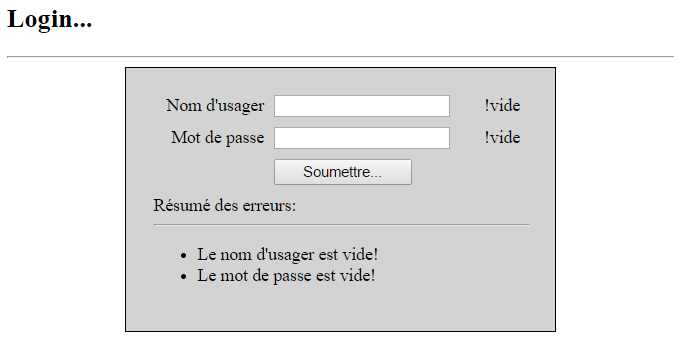 Login...
Nom d'usager !vide
Mot de passe !vide
Soumettre...
Résumé des erreurs:
Le nom d'usager est vide!
Le mot de passe est vide!